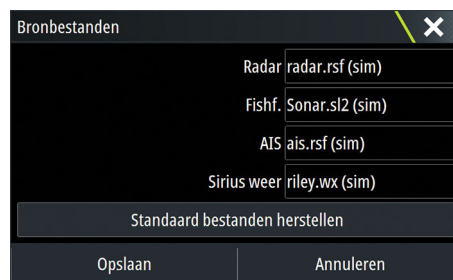 Bronbestanden
Radar radar.rsf (sim)
Fishf. Sonar.sl2 (sim)
AIS ais.rsf (sim)
Sirius weer riley.wx (sim)
Standaard bestanden herstellen
Opslaan Annuleren